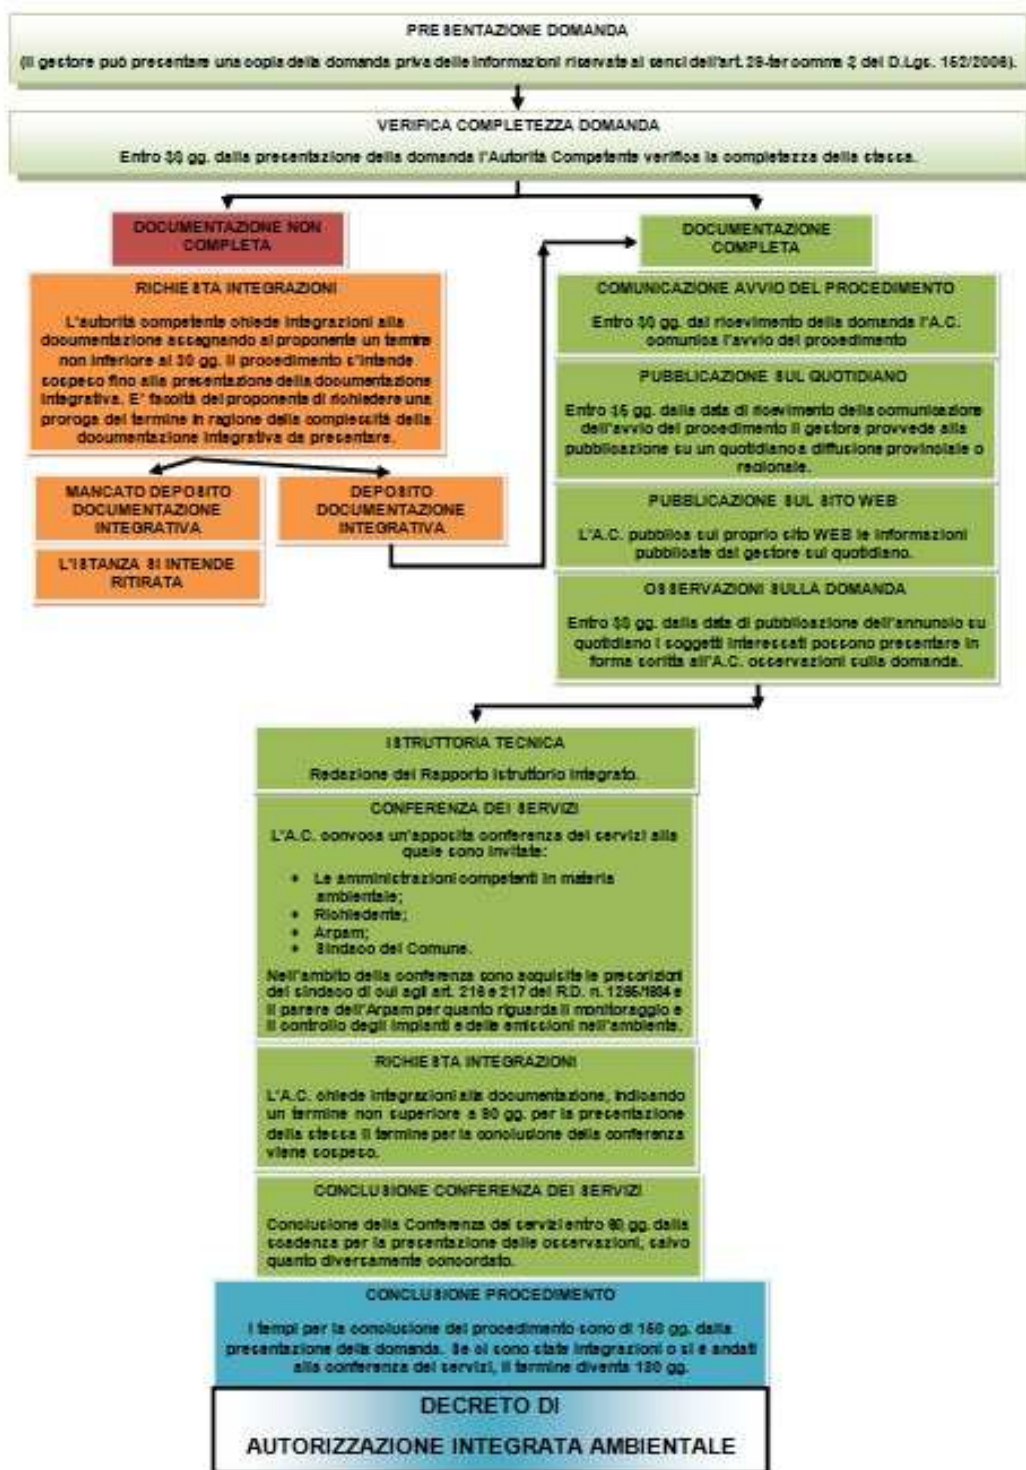 PRESENTAZIONE DOMANDA
(Il gestore può presentare una copia della domanda priva delle informazioni riservate ai sensi dell'art. 29-ter comma 2 del D.Lgs. 152/2006).
VERIFICA COMPLETEZZA DOMANDA
Entro 30 gg. dalla presentazione della domanda l'Autorità Competente verifica la completezza della stessa.
DOCUMENTAZIONE NON
COMPLETA
RICHIESTA INTEGRAZIONI
L'autorità competente chiede integrazioni alla
documentazione assegnando al proponente un termine
non inferiore ai 30 gg. Il procedimento s'intende
sospeso fino alla presentazione della documentazione
integrativa. E' facoltà del proponente di richiedere una
proroga del termine in ragione della complessità della
documentazione integrativa da presentare.
MANCATO DEPOSITO
DOCUMENTAZIONE
INTEGRATIVA
L'ISTANZA SI INTENDE
RITIRATA
DEPOSITO
DOCUMENTAZIONE
INTEGRATIVA
DOCUMENTAZIONE
COMPLETA
COMUNICAZIONE AVVIO DEL PROCEDIMENTO
Entro 30 gg. dal ricevimento della domanda l'A.C.
comunica l'avvio del procedimento
PUBBLICAZIONE SUL QUOTIDIANO
Entro 15 gg. dalla data di ricevimento della comunicazione
dell'avvio del procedimento il gestore provvede alla
pubblicazione su un quotidiano a diffusione provinciale o
regionale.
PUBBLICAZIONE SUL SITO WEB
L'A.C. pubblica sul proprio sito WEB le informazioni
pubblicate dal gestore sul quotidiano.
OSSERVAZIONI SULLA DOMANDA
Entro 30 gg. dalla data di pubblicazione dell'annuncio su
quotidiano i soggetti interessati possono presentare in
forma scritta all'A.C. osservazioni sulla domanda.
ISTRUTTORIA TECNICA
Redazione del Rapporto Istruttorio Integrato.
CONFERENZA DEI SERVIZI
L'A.C. convoca un'apposita conferenza dei servizi alla
quale sono invitate:
• Le amministrazioni competenti in materia
ambientale;
• Richiedente;
• Arpam;
• Sindaco del Comune.
Nell'ambito della conferenza sono acquisite le prescrizioni
del sindaco di cui agli art. 216 e 217 del R.D. n. 1265/1934 e
il parere dell'Arpam per quanto riguarda il monitoraggio e
il controllo degli impianti e delle emissioni nell'ambiente.
RICHIESTA INTEGRAZIONI
L'A.C. chiede integrazioni alla documentazione, indicando
un termine non superiore a 90 gg. per la presentazione
della stessa il termine per la conclusione della conferenza
viene sospeso.
CONCLUSIONE CONFERENZA DEI SERVIZI
Conclusione della Conferenza dei servizi entro 60 gg. dalla
scadenza per la presentazione delle osservazioni, salvo
quanto diversamente concordato.
CONCLUSIONE PROCEDIMENTO
I tempi per la conclusione del procedimento sono di 150 gg. dalla
presentazione della domanda. Se ci sono state integrazioni o si è andati
alla conferenza dei servizi, il termine diventa 180 gg.
DECRETO DI
AUTORIZZAZIONE INTEGRATA AMBIENTALE